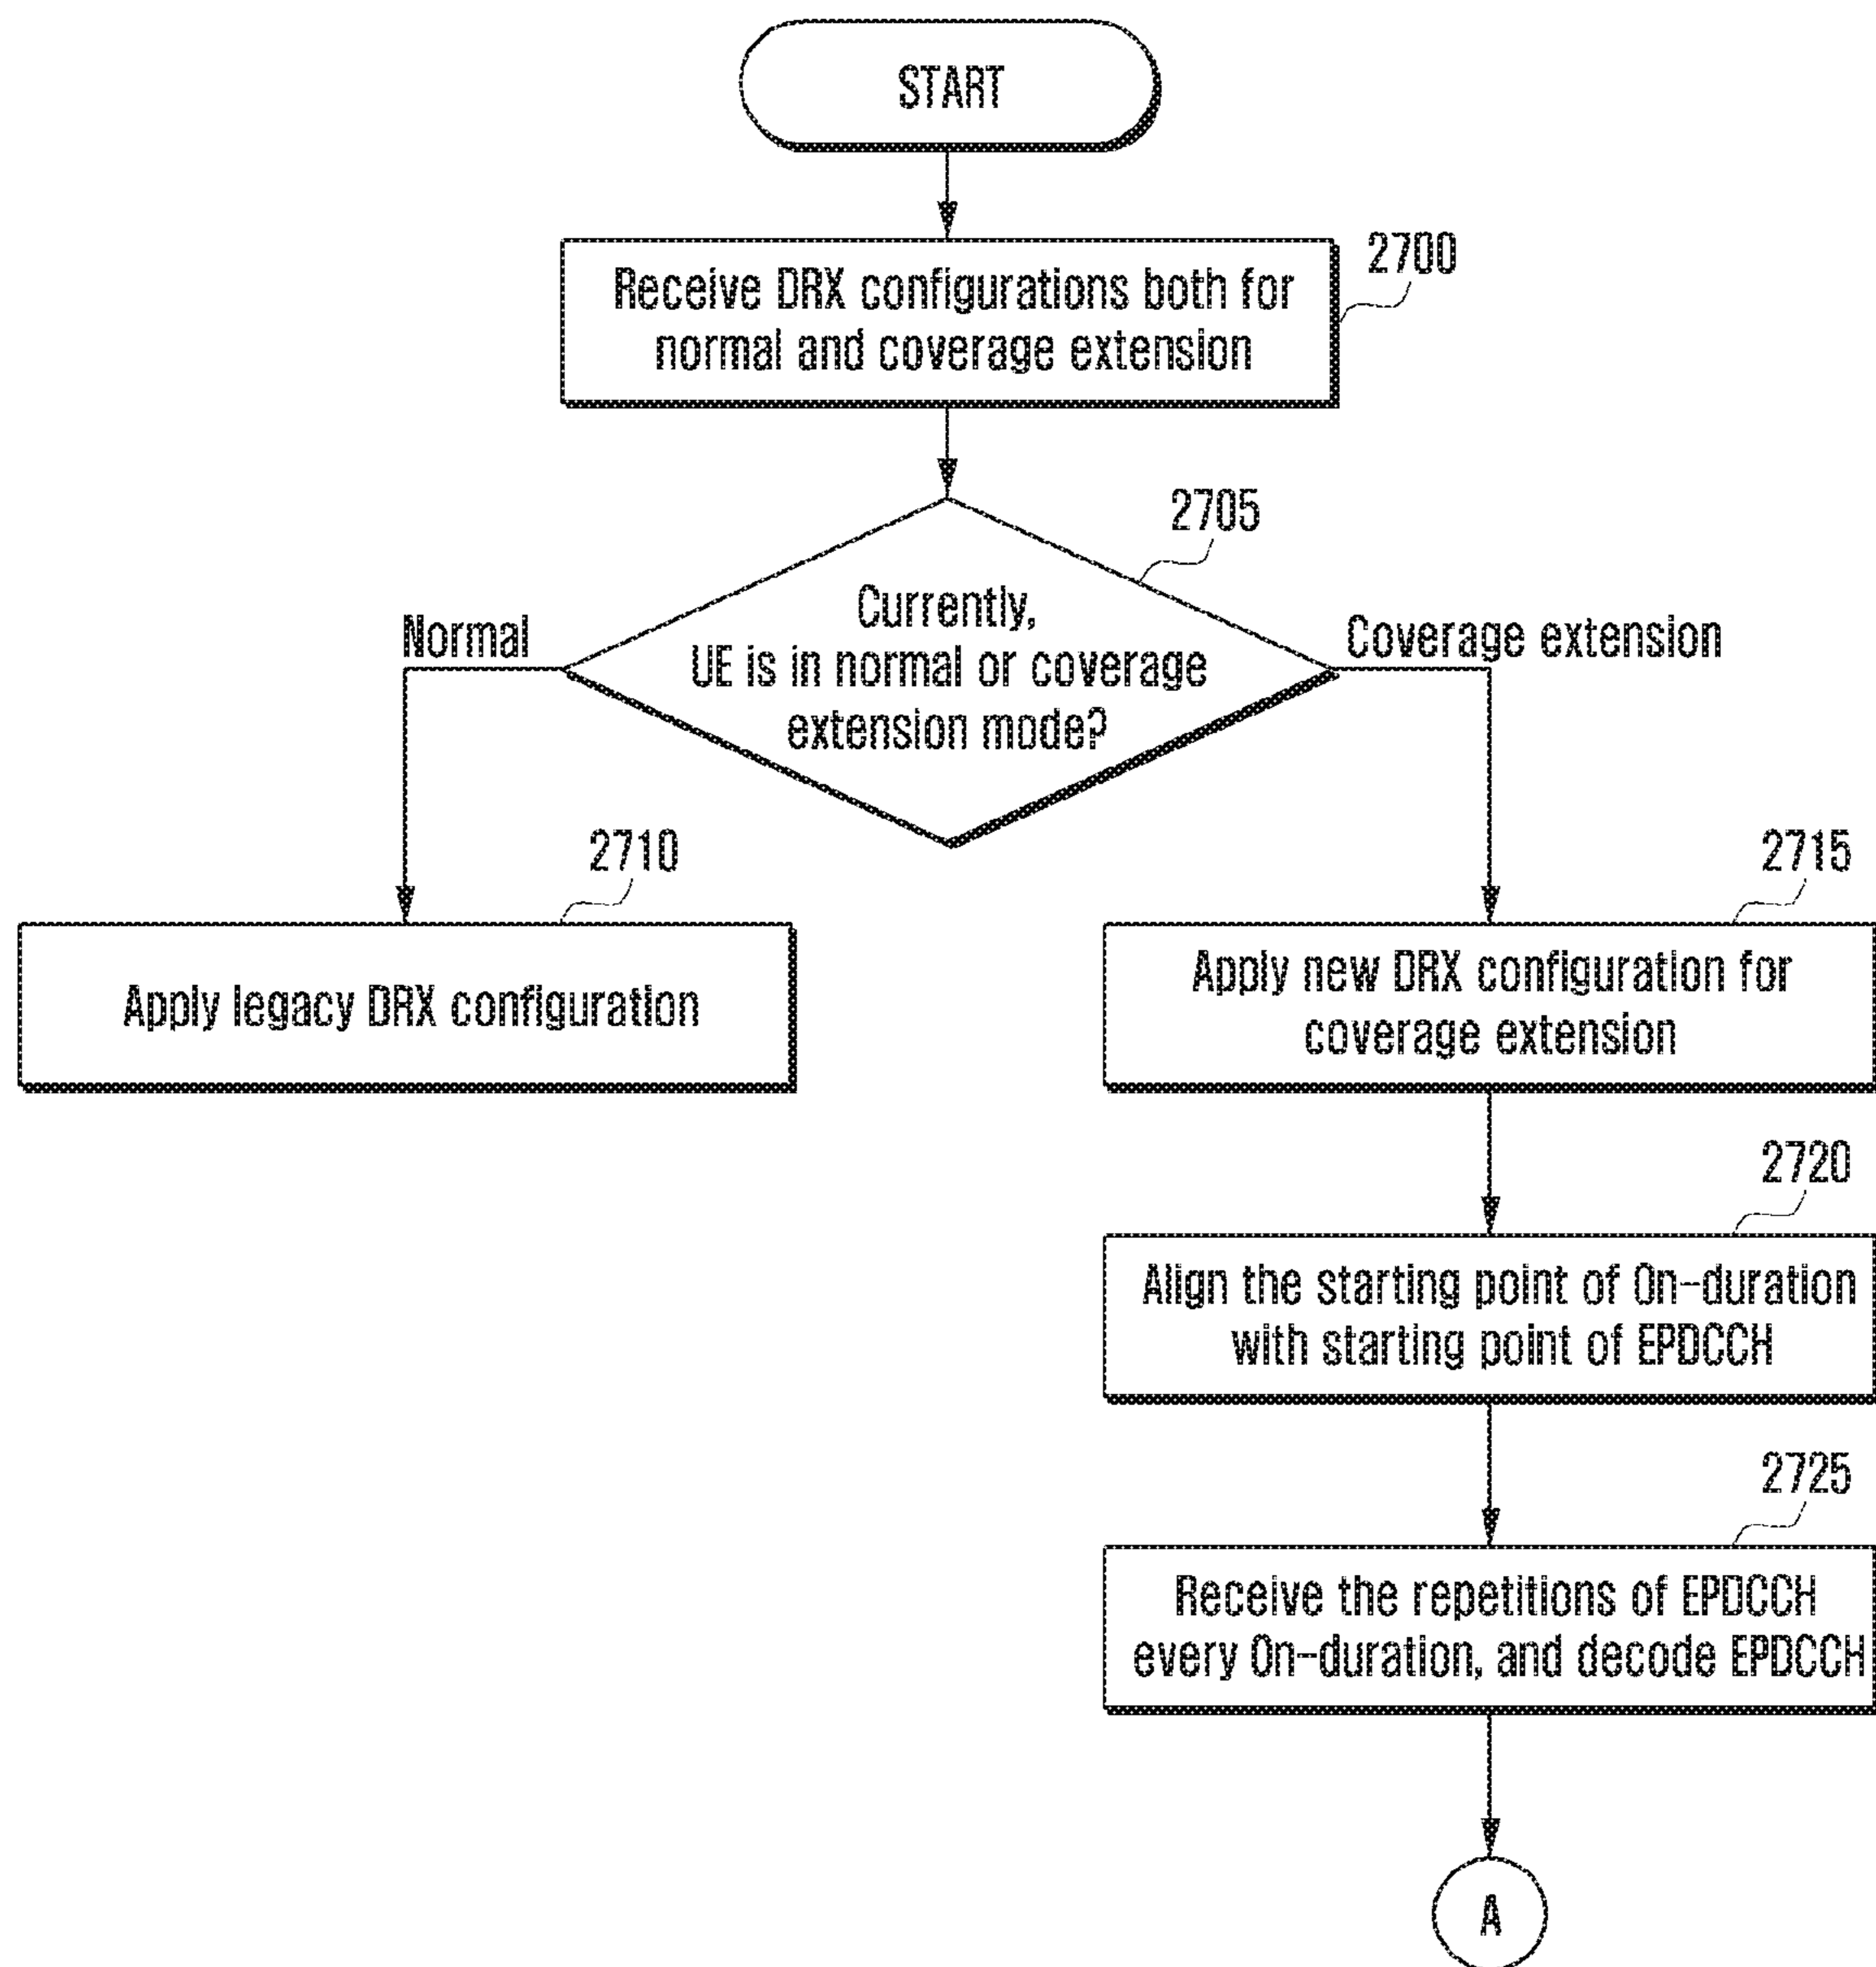 START
2700
Receive DRX configurations both for
normal and coverage extension
2705
Currently,
UE is in normal or coverage
extension mode?
Normal
Coverage extension
2710
Apply legacy DRX configuration
2715
Apply new DRX configuration for
coverage extension
2720
Align the starting point of On-duration
with starting point of EPDCCH
2725
Receive the repetitions of EPDCCH
every On-duration, and decode EPDCCH
A